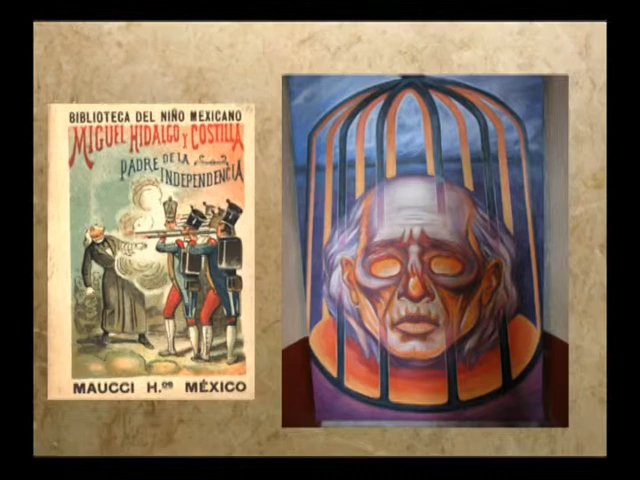 BIBLIOTECA DEL NIÑO MEXICANO
MIGUEL HIDALGO Y COSTILLA
PADRE DE LA
INDEPENDENCIA
MAUCCI H.OS MÉXICO